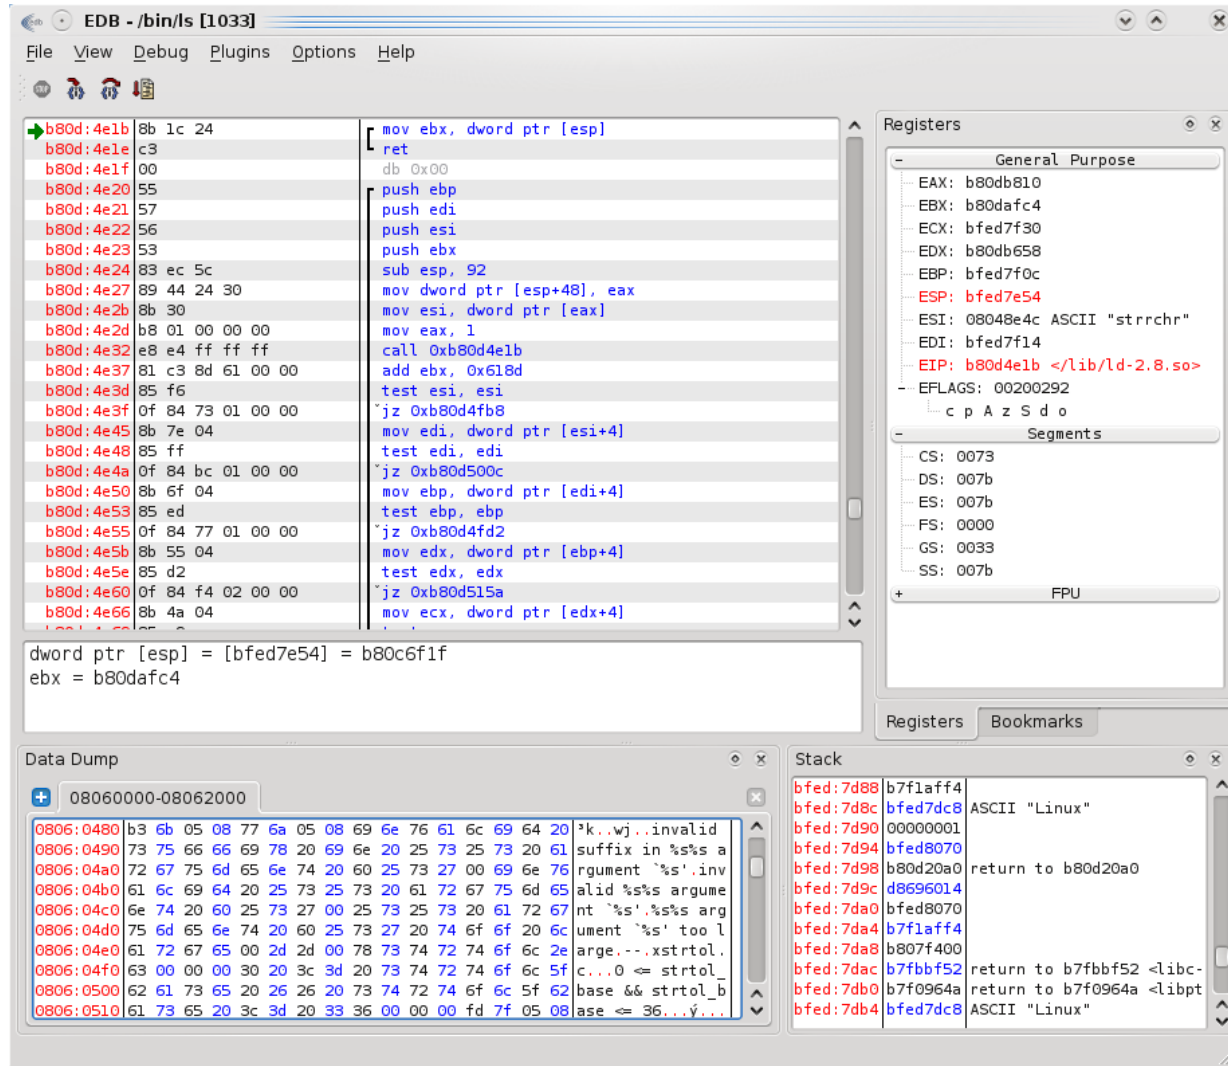 EDB - /bin/ls [1033]
File View Debug Plugins Options Help
b80d:4e1b 8b 1c 24 mov ebx, dword ptr [esp]
b80d:4e1e c3 ret
b80d:4e1f 00 db 0x00
b80d:4e20 55 push ebp
b80d:4e21 57 push edi
b80d:4e22 56 push esi
b80d:4e23 53 push ebx
b80d:4e24 83 ec 5c sub esp, 92
b80d:4e27 89 44 24 30 mov dword ptr [esp+48], eax
b80d:4e2b 8b 30 mov esi, dword ptr [eax]
b80d:4e2d b8 01 00 00 00 mov eax, 1
b80d:4e32 e8 e4 ff ff ff call 0xb80d4e1b
b80d:4e37 81 c3 8d 61 00 00 add ebx, 0x618d
b80d:4e3d 85 f6 test esi, esi
b80d:4e3f 0f 84 73 01 00 00 ˇjz 0xb80d4fb8
b80d:4e45 8b 7e 04 mov edi, dword ptr [esi+4]
b80d:4e48 85 ff test edi, edi
b80d:4e4a 0f 84 bc 01 00 00 ˇjz 0xb80d500c
b80d:4e50 8b 6f 04 mov ebp, dword ptr [edi+4]
b80d:4e53 85 ed test ebp, ebp
b80d:4e55 0f 84 77 01 00 00 ˇjz 0xb80d4fd2
b80d:4e5b 8b 55 04 mov edx, dword ptr [ebp+4]
b80d:4e5e 85 d2 test edx, edx
b80d:4e60 0f 84 f4 02 00 00 ˇjz 0xb80d515a
b80d:4e66 8b 4a 04 mov ecx, dword ptr [edx+4]
dword ptr [esp] = [bfed7e54] = b80c6f1f
ebx = b80dafc4
Registers
General Purpose
EAX: b80db810
EBX: b80dafc4
ECX: bfed7f30
EDX: b80db658
EBP: bfed7f0c
ESP: bfed7e54
ESI: 08048e4c ASCII "strrchr"
EDI: bfed7f14
EIP: b80d4e1b </lib/ld-2.8.so>
EFLAGS: 00200292
c p A z S d o
Segments
CS: 0073
DS: 007b
ES: 007b
FS: 0000
GS: 0033
SS: 007b
FPU
Registers Bookmarks
Data Dump
08060000-08062000
0806:0480 b3 6b 05 08 77 6a 05 08 69 6e 76 61 6c 69 64 20 ³k..wj..invalid
0806:0490 73 75 66 66 69 78 20 69 6e 20 25 73 25 73 20 61 suffix in %s%s a
0806:04a0 72 67 75 6d 65 6e 74 20 60 25 73 27 00 69 6e 76 rgument `%s'.inv
0806:04b0 61 6c 69 64 20 25 73 25 73 20 61 72 67 75 6d 65 alid %s%s argume
0806:04c0 6e 74 20 60 25 73 27 00 25 73 25 73 20 61 72 67 nt `%s'.%s%s arg
0806:04d0 75 6d 65 6e 74 20 60 25 73 27 20 74 6f 6f 20 6c ument `%s' too l
0806:04e0 61 72 67 65 00 2d 2d 00 78 73 74 72 74 6f 6c 2e arge.--.xstrtol.
0806:04f0 63 00 00 00 30 20 3c 3d 20 73 74 72 74 6f 6c 5f c...0 <= strtol_
0806:0500 62 61 73 65 20 26 26 20 73 74 72 74 6f 6c 5f 62 base && strtol_b
0806:0510 61 73 65 20 3c 3d 20 33 36 00 00 00 fd 7f 05 08 ase <= 36...ý...
Stack
bfed:7d88 b7f1aff4
bfed:7d8c bfed7dc8 ASCII "Linux"
bfed:7d90 00000001
bfed:7d94 bfed8070
bfed:7d98 b80d20a0 return to b80d20a0
bfed:7d9c d8696014
bfed:7da0 bfed8070
bfed:7da4 b7f1aff4
bfed:7da8 b807f400
bfed:7dac b7fbbf52 return to b7fbbf52 <libc-
bfed:7db0 b7f0964a return to b7f0964a <libpt
bfed:7db4 bfed7dc8 ASCII "Linux"